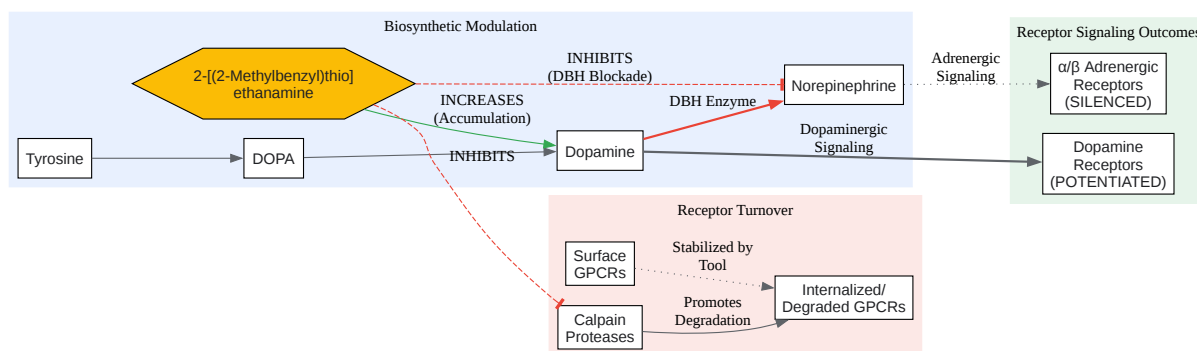 Biosynthetic Modulation
2-[(2-Methylbenzyl)thio]
ethanamine
INHIBITS
(DBH Blockade)
INCREASES
(Accumulation)
DBH Enzyme
Norepinephrine
Tyrosine
DOPA
INHIBITS
Dopamine
Adrenergic
Signaling
Dopaminergic
Signaling
Receptor Signaling Outcomes
α/β Adrenergic
Receptors
(SILENCED)
Dopamine
Receptors
(POTENTIATED)
Receptor Turnover
Surface
GPCRs
Stabilized by
Tool
Internalized/
Degraded GPCRs
Calpain
Proteases
Promotes
Degradation